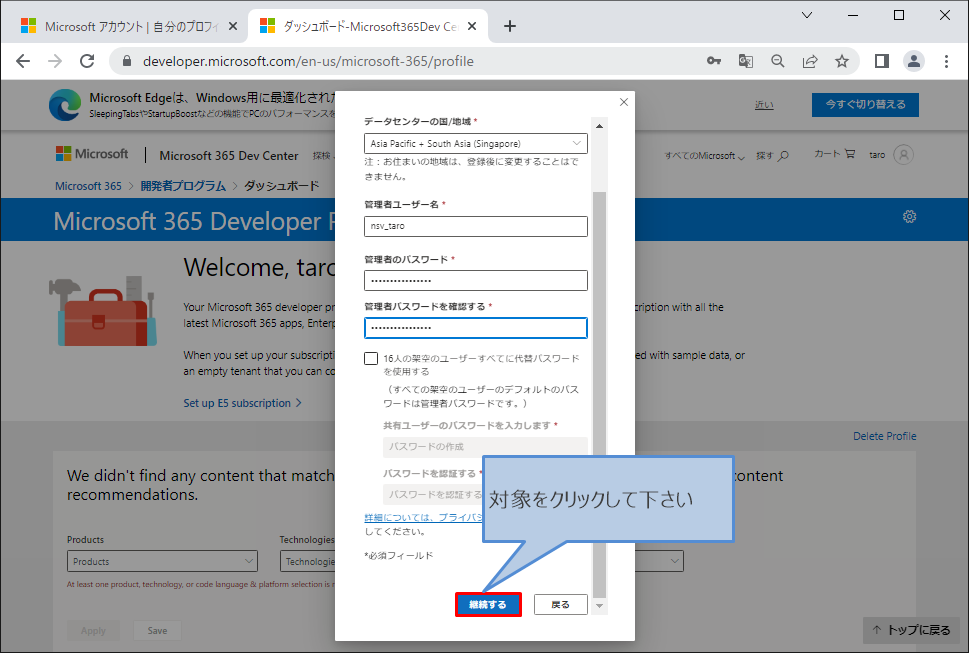 Microsoft アカウント | 自分のプロフィ
ダッシュボード-Microsoft365Dev Ce
developer.microsoft.com/en-us/microsoft-365/profile
Microsoft Edgeは、Windows用に最適化された
SleepingTabsやStartupBoostなどの機能でPCのパフォーマンスを
近い
今すぐ切り替える
Microsoft
Microsoft 365 Dev Center
探検
すべてのMicrosoft
探す
カート
taro
Microsoft 365 > 開発者プログラム > ダッシュボード
Microsoft 365 Developer P
Welcome, taro
Your Microsoft 365 developer pr
cription with all the
latest Microsoft 365 apps, Enterp
When you set up your subscripti
ed with sample data, or
an empty tenant that you can co
Set up E5 subscription >
Delete Profile
We didn't find any content that match
content
recommendations.
Products
Technologies
Products
Technologie
At least one product, technology, or code language & platform selection is r
Apply
Save
データセンターの国/地域 *
Asia Pacific + South Asia (Singapore)
注：お住まいの地域は、登録後に変更することはで
きません。
管理者ユーザー名 *
nsv_taro
管理者のパスワード *
管理者パスワードを確認する *
16人の架空のユーザーすべてに代替パスワード
を使用する
（すべての架空のユーザーのデフォルトのパス
ワードは管理者パスワードです。）
共有ユーザーのパスワードを入力します *
パスワードの作成
パスワードを認証する *
パスワードを認証する
詳細については、プライバシ
してください。
*必須フィールド
対象をクリックして下さい
継続する
戻る
↑ トップに戻る